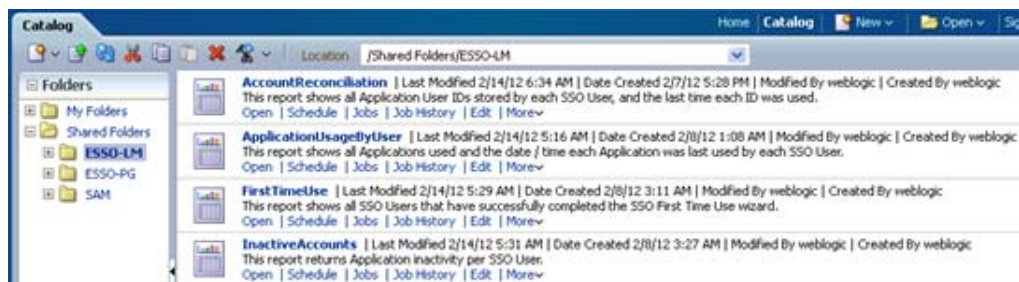 Catalog
Home | Catalog | New | Open | Sig
Location /Shared Folders/ESSO-LM
Folders
My Folders
Shared Folders
ESSO-LM
ESSO-PG
SAM
AccountReconciliation | Last Modified 2/14/12 6:34 AM | Date Created 2/7/12 5:28 PM | Modified By weblogic | Created By weblogic
This report shows all Application User IDs stored by each SSO User, and the last time each ID was used.
Open | Schedule | Jobs | Job History | Edit | More
ApplicationUsageByUser | Last Modified 2/14/12 5:16 AM | Date Created 2/8/12 1:08 AM | Modified By weblogic | Created By weblogic
This report shows all Applications used and the date / time each Application was last used by each SSO User.
Open | Schedule | Jobs | Job History | Edit | More
FirstTimeUse | Last Modified 2/14/12 5:29 AM | Date Created 2/8/12 3:11 AM | Modified By weblogic | Created By weblogic
This report shows all SSO Users that have successfully completed the SSO First Time Use wizard.
Open | Schedule | Jobs | Job History | Edit | More
InactiveAccounts | Last Modified 2/14/12 5:31 AM | Date Created 2/8/12 3:27 AM | Modified By weblogic | Created By weblogic
This report returns Application inactivity per SSO User.
Open | Schedule | Jobs | Job History | Edit | More